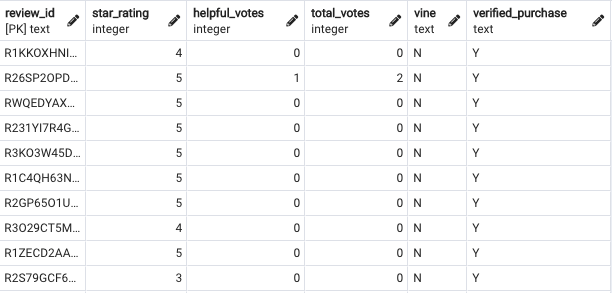 review_id star_rating helpful_votes total_votes vine verified_purchase
[PK] text integer integer integer text text
R1KKOXHNI... 4 0 0 N Y
R26SP2OPD... 5 1 2 N Y
RWQEDYAX... 5 0 0 N Y
R231YI7R4G... 5 0 0 N Y
R3KO3W45D... 5 0 0 N Y
R1C4QH63N... 5 0 0 N Y
R2GP65O1U... 5 0 0 N Y
R3O29CT5M... 4 0 0 N Y
R1ZECD2AA... 5 0 0 N Y
R2S79GCF6... 3 0 0 N Y